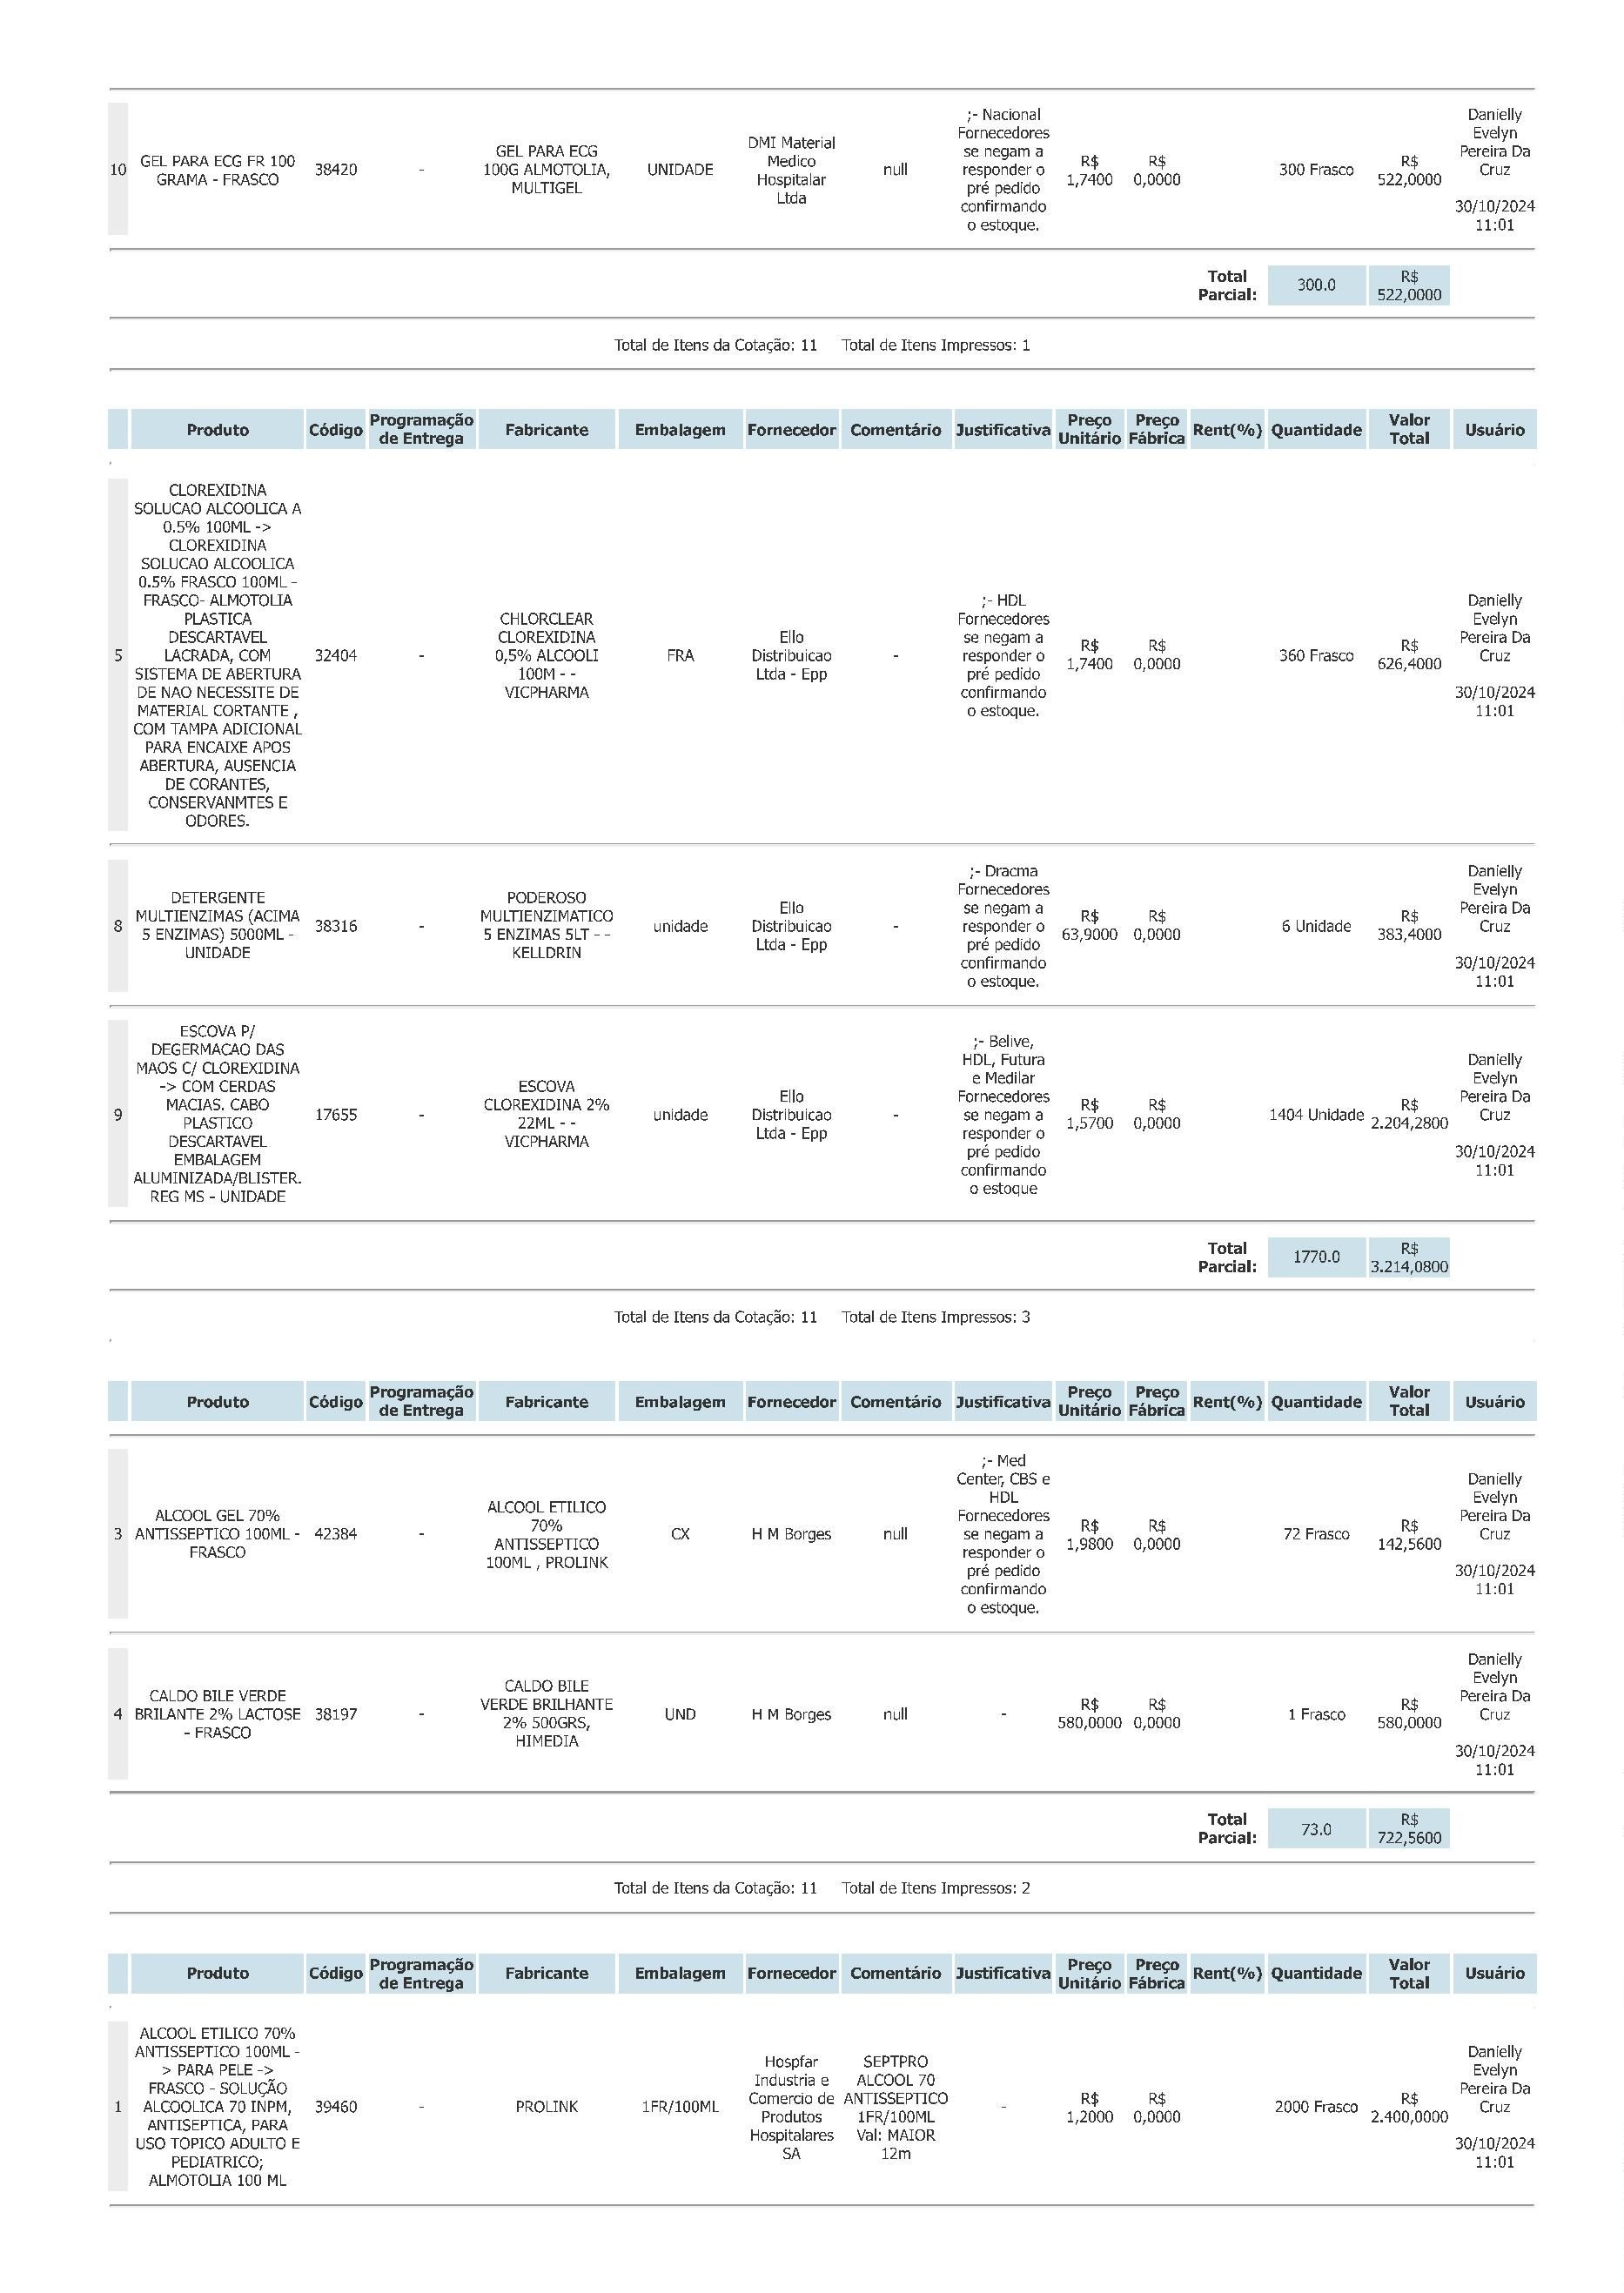 10
GEL PARA ECG FR 100
GRAMA - FRASCO
38420
-
GEL PARA ECG
100G ALMOTOLIA,
MULTIGEL
UNIDADE
DMI Material
Medico
Hospitalar
Ltda
null
;- Nacional
Fornecedores
se negam a
responder o
pré pedido
confirmando
o estoque.
R$
1,7400
R$
0,0000
300 Frasco
R$
522,0000
Danielly
Evelyn
Pereira Da
Cruz
30/10/2024
11:01
Total
Parcial:
300.0
R$
522,0000
Total de Itens da Cotação: 11 Total de Itens Impressos: 1
Produto Código Programação
de Entrega Fabricante Embalagem Fornecedor Comentário Justificativa Preço
Unitário Preço
Fábrica Rent(%) Quantidade Valor
Total Usuário
5
CLOREXIDINA
SOLUCAO ALCOOLICA A
0.5% 100ML ->
CLOREXIDINA
SOLUCAO ALCOOLICA
0.5% FRASCO 100ML -
FRASCO- ALMOTOLIA
PLASTICA
DESCARTAVEL
LACRADA, COM
SISTEMA DE ABERTURA
DE NAO NECESSITE DE
MATERIAL CORTANTE ,
COM TAMPA ADICIONAL
PARA ENCAIXE APOS
ABERTURA, AUSENCIA
DE CORANTES,
CONSERVANMTES E
ODORES.
32404
-
CHLORCLEAR
CLOREXIDINA
0,5% ALCOOLI
100M - -
VICPHARMA
FRA
Ello
Distribuicao
Ltda - Epp
-
;- HDL
Fornecedores
se negam a
responder o
pré pedido
confirmando
o estoque.
R$
1,7400
R$
0,0000
360 Frasco
R$
626,4000
Danielly
Evelyn
Pereira Da
Cruz
30/10/2024
11:01
8
DETERGENTE
MULTIENZIMAS (ACIMA
5 ENZIMAS) 5000ML -
UNIDADE
38316
-
PODEROSO
MULTIENZIMATICO
5 ENZIMAS 5LT - -
KELLDRIN
unidade
Ello
Distribuicao
Ltda - Epp
-
;- Dracma
Fornecedores
se negam a
responder o
pré pedido
confirmando
o estoque.
R$
63,9000
R$
0,0000
6 Unidade
R$
383,4000
Danielly
Evelyn
Pereira Da
Cruz
30/10/2024
11:01
9
ESCOVA P/
DEGERMACAO DAS
MAOS C/ CLOREXIDINA
-> COM CERDAS
MACIAS. CABO
PLASTICO
DESCARTAVEL
EMBALAGEM
ALUMINIZADA/BLISTER.
REG MS - UNIDADE
17655
-
ESCOVA
CLOREXIDINA 2%
22ML - -
VICPHARMA
unidade
Ello
Distribuicao
Ltda - Epp
-
;- Belive,
HDL, Futura
e Medilar
Fornecedores
se negam a
responder o
pré pedido
confirmando
o estoque
R$
1,5700
R$
0,0000
1404 Unidade
R$
2.204,2800
Danielly
Evelyn
Pereira Da
Cruz
30/10/2024
11:01
Total
Parcial:
1770.0
R$
3.214,0800
Total de Itens da Cotação: 11 Total de Itens Impressos: 3
Produto Código Programação
de Entrega Fabricante Embalagem Fornecedor Comentário Justificativa Preço
Unitário Preço
Fábrica Rent(%) Quantidade Valor
Total Usuário
3
ALCOOL GEL 70%
ANTISSEPTICO 100ML -
FRASCO
42384
-
ALCOOL ETILICO
70%
ANTISSEPTICO
100ML , PROLINK
CX
H M Borges
null
;- Med
Center, CBS e
HDL
Fornecedores
se negam a
responder o
pré pedido
confirmando
o estoque.
R$
1,9800
R$
0,0000
72 Frasco
R$
142,5600
Danielly
Evelyn
Pereira Da
Cruz
30/10/2024
11:01
4
CALDO BILE VERDE
BRILANTE 2% LACTOSE
- FRASCO
38197
-
CALDO BILE
VERDE BRILHANTE
2% 500GRS,
HIMEDIA
UND
H M Borges
null
-
R$
580,0000
R$
0,0000
1 Frasco
R$
580,0000
Danielly
Evelyn
Pereira Da
Cruz
30/10/2024
11:01
Total
Parcial:
73.0
R$
722,5600
Total de Itens da Cotação: 11 Total de Itens Impressos: 2
Produto Código Programação
de Entrega Fabricante Embalagem Fornecedor Comentário Justificativa Preço
Unitário Preço
Fábrica Rent(%) Quantidade Valor
Total Usuário
1
ALCOOL ETILICO 70%
ANTISSEPTICO 100ML -
> PARA PELE ->
FRASCO - SOLUÇÃO
ALCOOLICA 70 INPM,
ANTISEPTICA, PARA
USO TOPICO ADULTO E
PEDIATRICO;
ALMOTOLIA 100 ML
39460
-
PROLINK
1FR/100ML
Hospfar
Industria e
Comercio de
Produtos
Hospitalares
SA
SEPTPRO
ALCOOL 70
ANTISSEPTICO
1FR/100ML
Val: MAIOR
12m
-
R$
1,2000
R$
0,0000
2000 Frasco
R$
2.400,0000
Danielly
Evelyn
Pereira Da
Cruz
30/10/2024
11:01